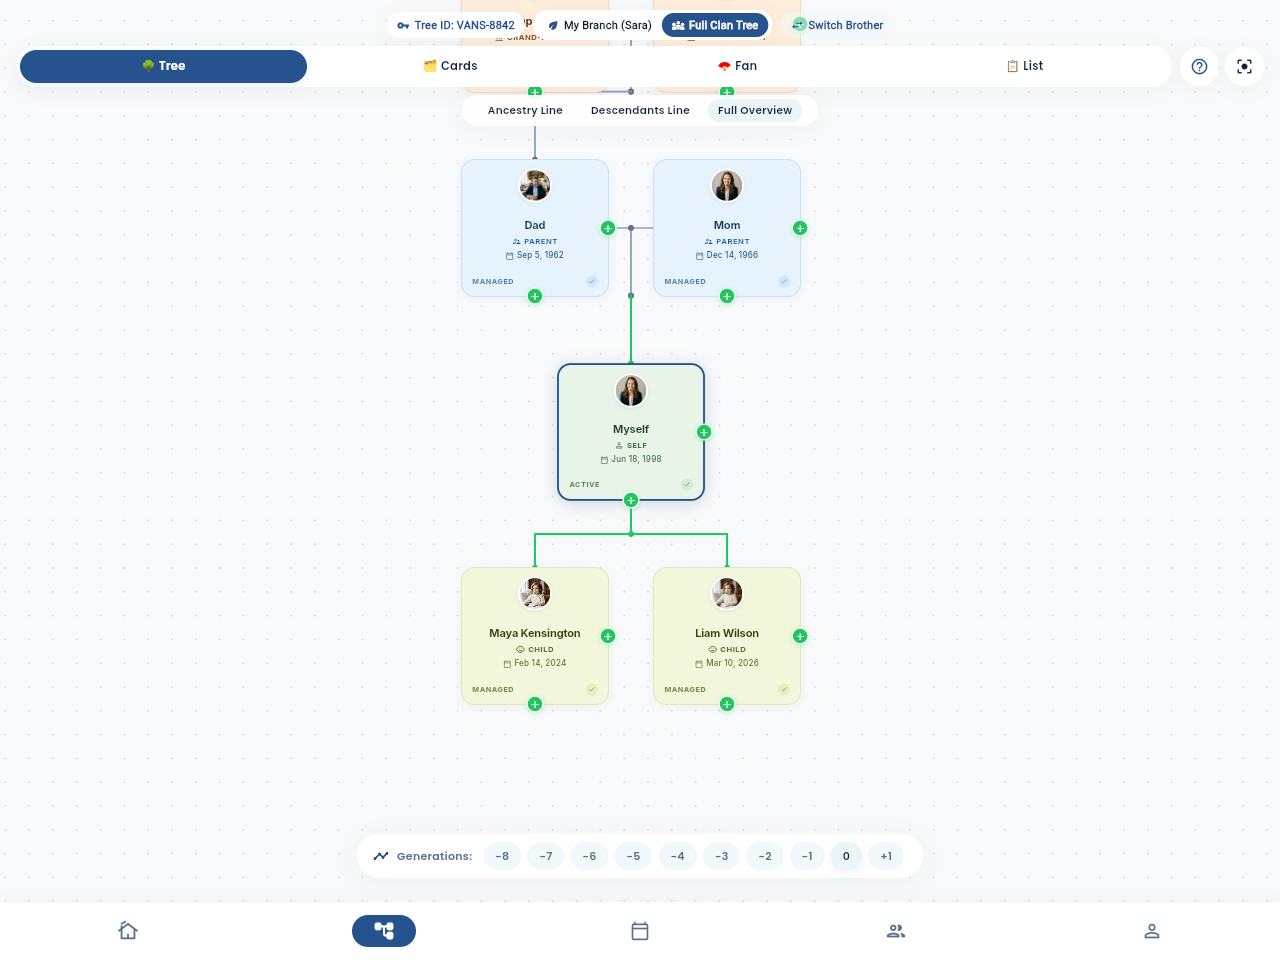 Tree ID: VANS-8842
My Branch (Sara)
Full Clan Tree
Switch Brother
Tree
Cards
Fan
List
Ancestry Line
Descendants Line
Full Overview
Dad
PARENT
Sep 5, 1962
MANAGED
Mom
PARENT
Dec 14, 1966
MANAGED
Myself
SELF
Jun 18, 1998
ACTIVE
Maya Kensington
CHILD
Feb 14, 2024
MANAGED
Liam Wilson
CHILD
Mar 10, 2026
MANAGED
Generations:
-8
-7
-6
-5
-4
-3
-2
-1
0
+1